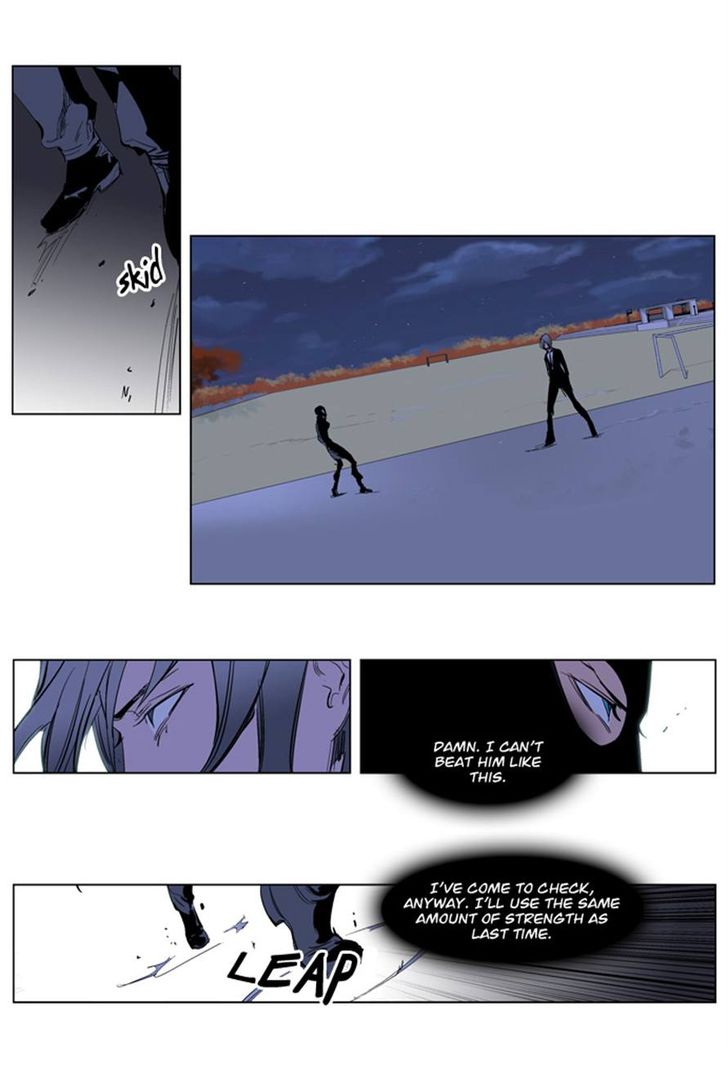 skid
DAMN. I CAN'T
BEAT HIM LIKE
THIS.
I'VE COME TO CHECK,
ANYWAY. I'LL USE THE SAME
AMOUNT OF STRENGTH AS
LAST TIME.
LEAP